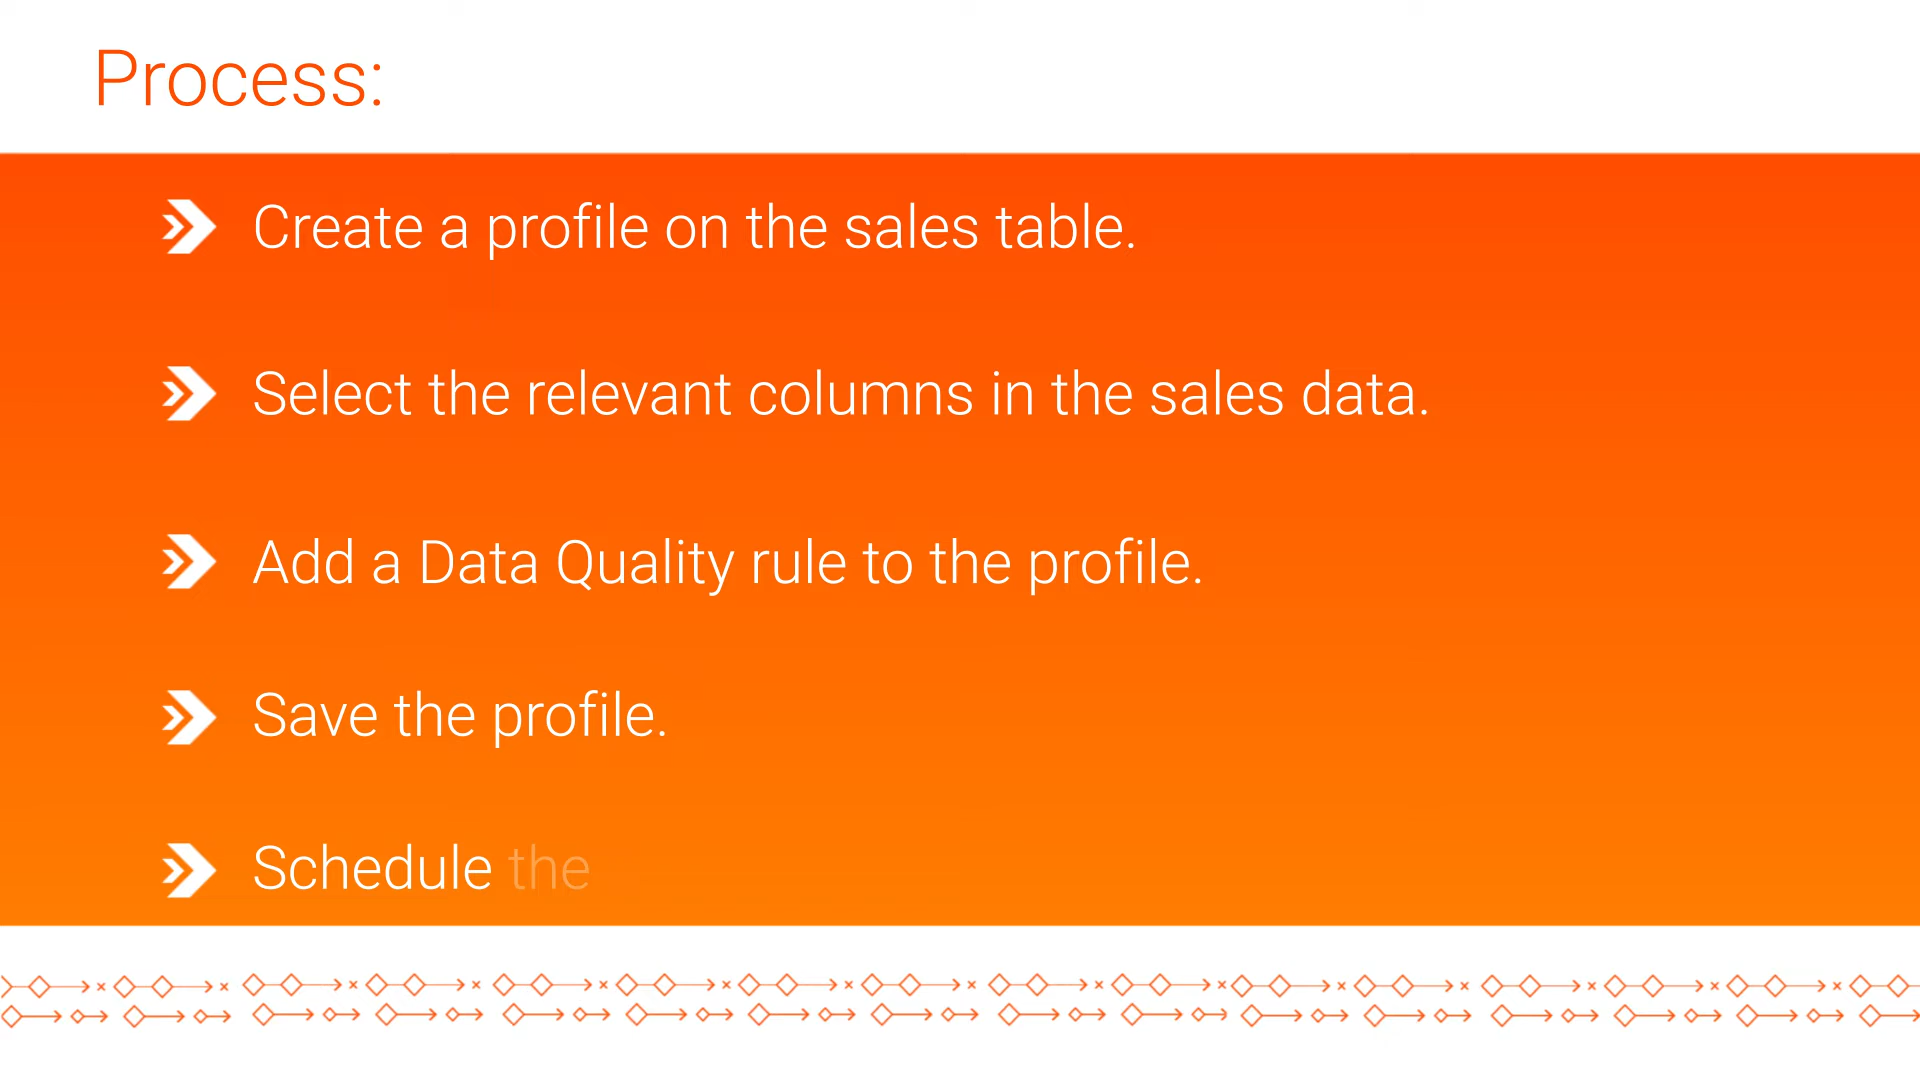 Process:
Create a profile on the sales table.
Select the relevant columns in the sales data.
Add a Data Quality rule to the profile.
Save the profile.
Schedule the